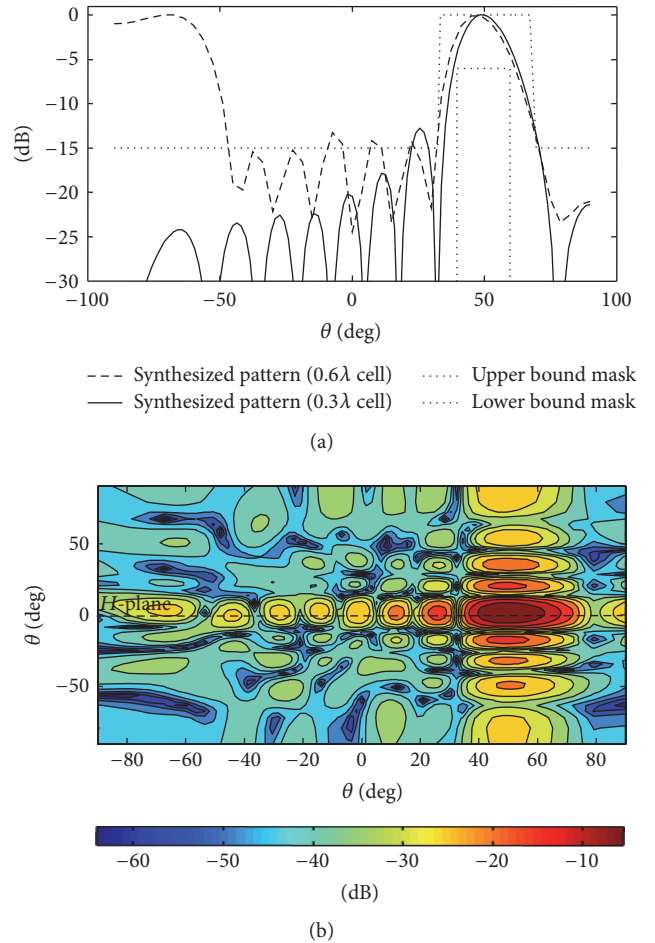 0
−5
−10
−15
−20
−25
−30
(dB)
−100
−50
0
50
100
θ (deg)
Synthesized pattern (0.6λ cell)
Synthesized pattern (0.3λ cell)
Upper bound mask
Lower bound mask
(a)
50
0
−50
θ (deg)
H-plane
−80
−60
−40
−20
0
20
40
60
80
θ (deg)
−60
−50
−40
−30
−20
−10
(dB)
(b)